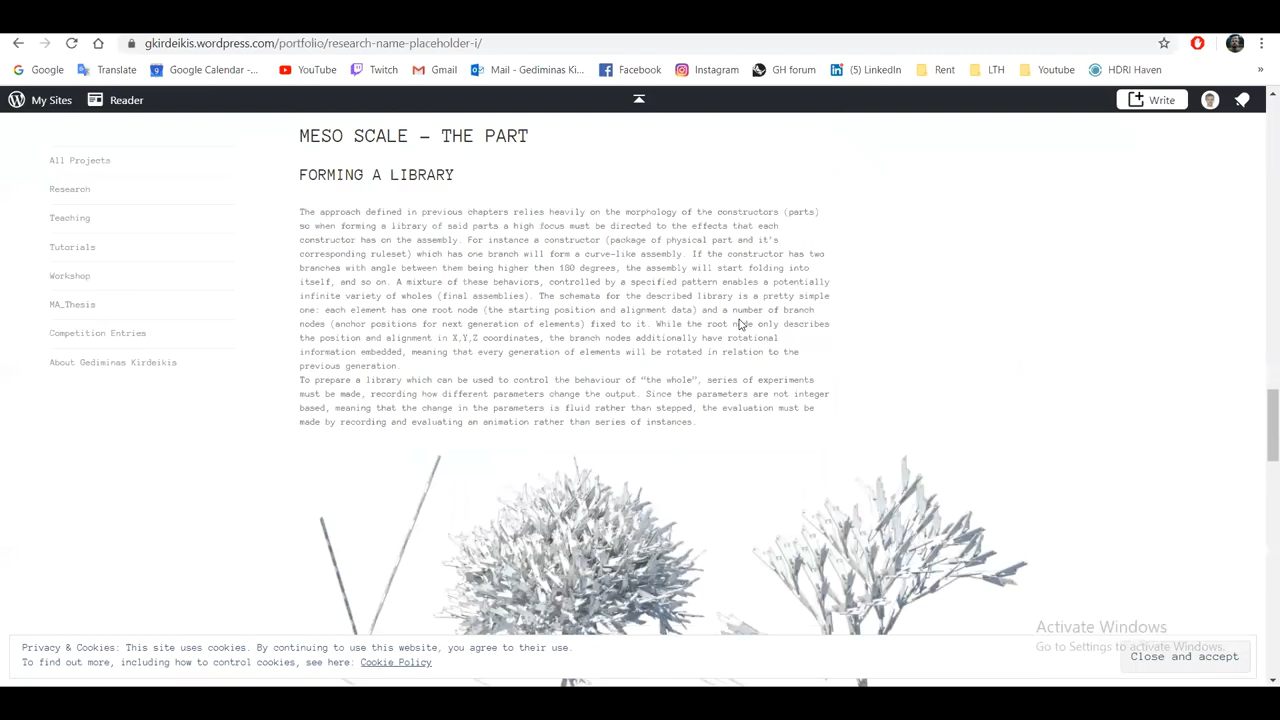 gkirdeikis.wordpress.com/portfolio/research-name-placeholder-i/
Google Translate Google Calendar -... YouTube Twitch Gmail Mail - Gediminas Ki... Facebook Instagram GH forum (5) LinkedIn Rent LTH Youtube HDRI Haven »
My Sites Reader Write
MESO SCALE – THE PART
FORMING A LIBRARY
All Projects
Research
Teaching
Tutorials
Workshop
MA_Thesis
Competition Entries
About Gediminas Kirdeikis
The approach defined in previous chapters relies heavily on the morphology of the constructors (parts)
so when forming a library of said parts a high focus must be directed to the effects that each
constructor has on the assembly. For instance a constructor (package of physical part and it's
corresponding ruleset) which has one branch will form a curve-like assembly. If the constructor has two
branches with angle between them being higher then 180 degrees, the assembly will start folding into
itself, and so on. A mixture of these behaviors, controlled by a specified pattern enables a potentially
infinite variety of wholes (final assemblies). The schemata for the described library is a pretty simple
one: each element has one root node (the starting position and alignment data) and a number of branch
nodes (anchor positions for next generation of elements) fixed to it. While the root node only describes
the position and alignment in X,Y,Z coordinates, the branch nodes additionally have rotational
information embedded, meaning that every generation of elements will be rotated in relation to the
previous generation.
To prepare a library which can be used to control the behaviour of "the whole", series of experiments
must be made, recording how different parameters change the output. Since the parameters are not integer
based, meaning that the change in the parameters is fluid rather than stepped, the evaluation must be
made by recording and evaluating an animation rather than series of instances.
Activate Windows
Go to Settings to activate Windows.
Privacy & Cookies: This site uses cookies. By continuing to use this website, you agree to their use.
To find out more, including how to control cookies, see here: Cookie Policy
Close and accept